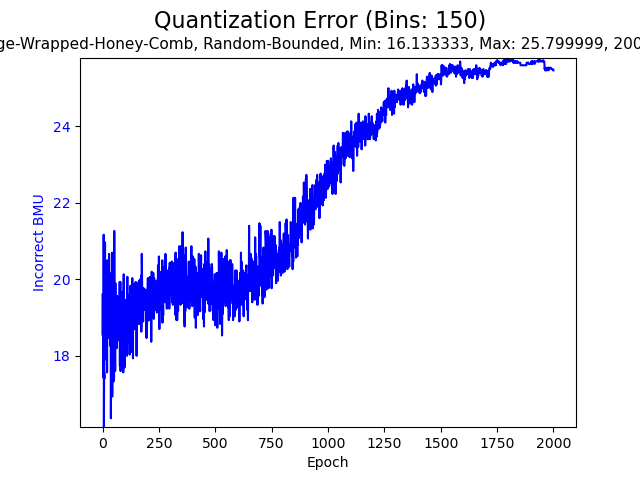 Quantization Error (Bins: 150)
ge-Wrapped-Honey-Comb, Random-Bounded, Min: 16.133333, Max: 25.799999, 200
24
22
20
18
Incorrect BMU
0 250 500 750 1000 1250 1500 1750 2000
Epoch